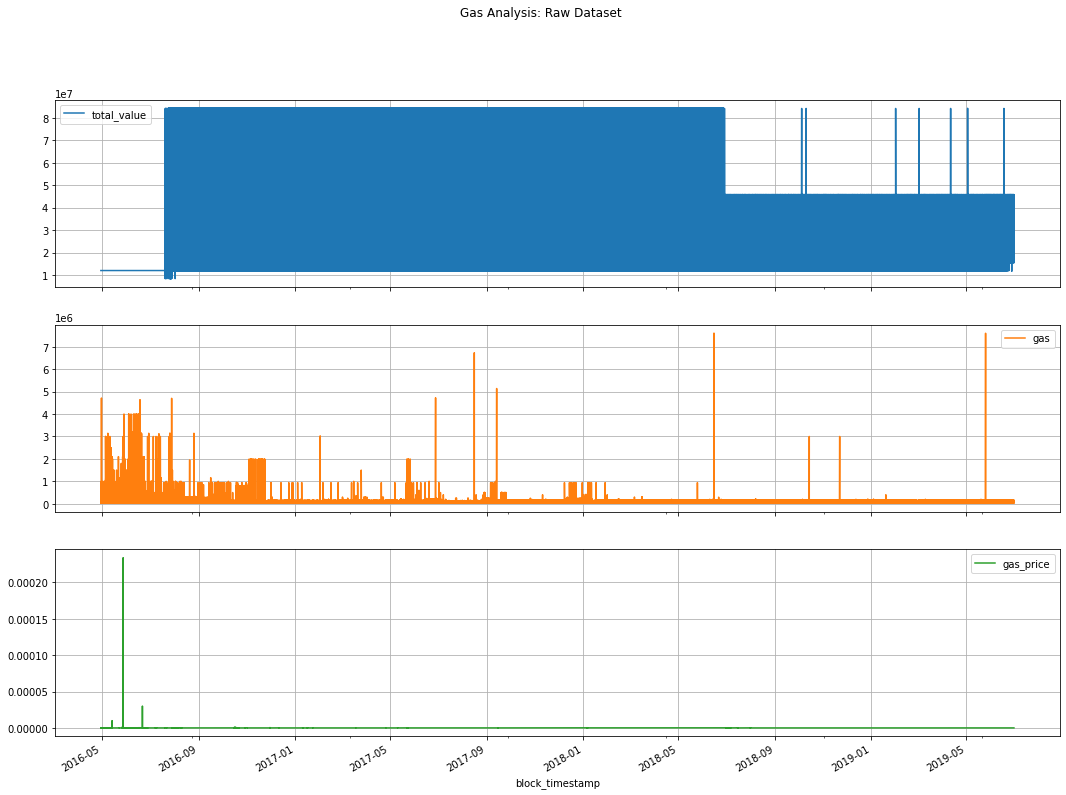 Gas Analysis: Raw Dataset
1e7
total_value
8
7
6
5
4
3
2
1
1e6
gas
7
6
5
4
3
2
1
0
gas_price
0.00020
0.00015
0.00010
0.00005
0.00000
2016-05 2016-09 2017-01 2017-05 2017-09 2018-01 2018-05 2018-09 2019-01 2019-05
block_timestamp